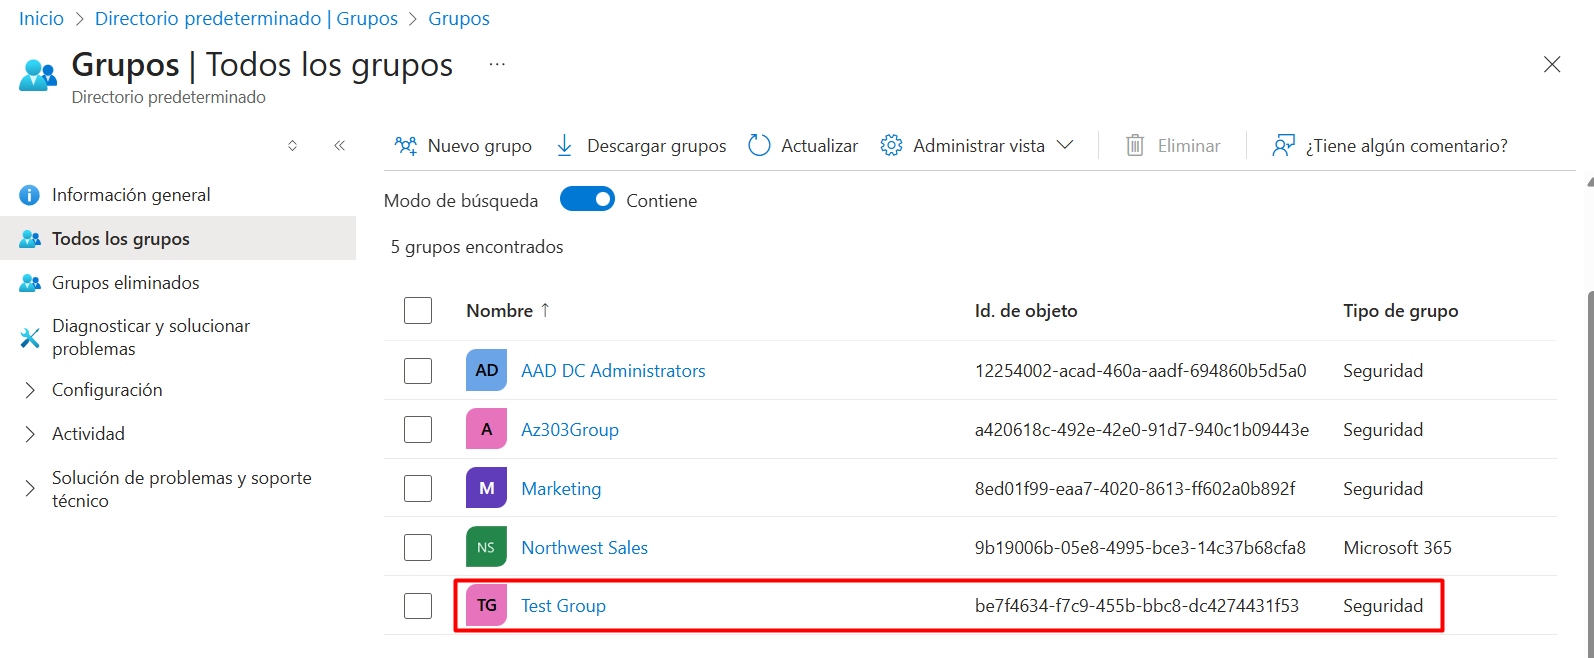 Inicio > Directorio predeterminado | Grupos > Grupos
Grupos | Todos los grupos ...
Directorio predeterminado
Nuevo grupo Descargar grupos Actualizar Administrar vista Eliminar ¿Tiene algún comentario?
Información general
Todos los grupos
Grupos eliminados
Diagnosticar y solucionar
problemas
Configuración
Actividad
Solución de problemas y soporte
técnico
Modo de búsqueda Contiene
5 grupos encontrados
Nombre ↑ Id. de objeto Tipo de grupo
AD AAD DC Administrators 12254002-acad-460a-aadf-694860b5d5a0 Seguridad
A Az303Group a420618c-492e-42e0-91d7-940c1b09443e Seguridad
M Marketing 8ed01f99-eaa7-4020-8613-ff602a0b892f Seguridad
NS Northwest Sales 9b19006b-05e8-4995-bce3-14c37b68cfa8 Microsoft 365
TG Test Group be7f4634-f7c9-455b-bbc8-dc4274431f53 Seguridad